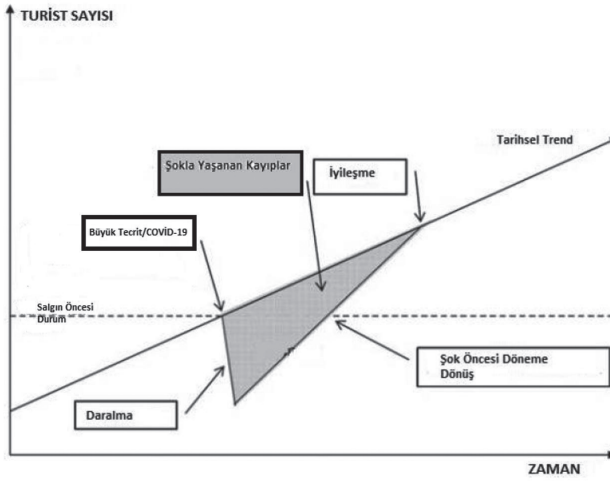 TURİST SAYISI
Tarihsel Trend
Şokla Yaşanan Kayıplar
İyileşme
Büyük Tecrit/COVİD-19
Salgın Öncesi
Durum
Şok Öncesi Döneme
Dönüş
Daralma
ZAMAN